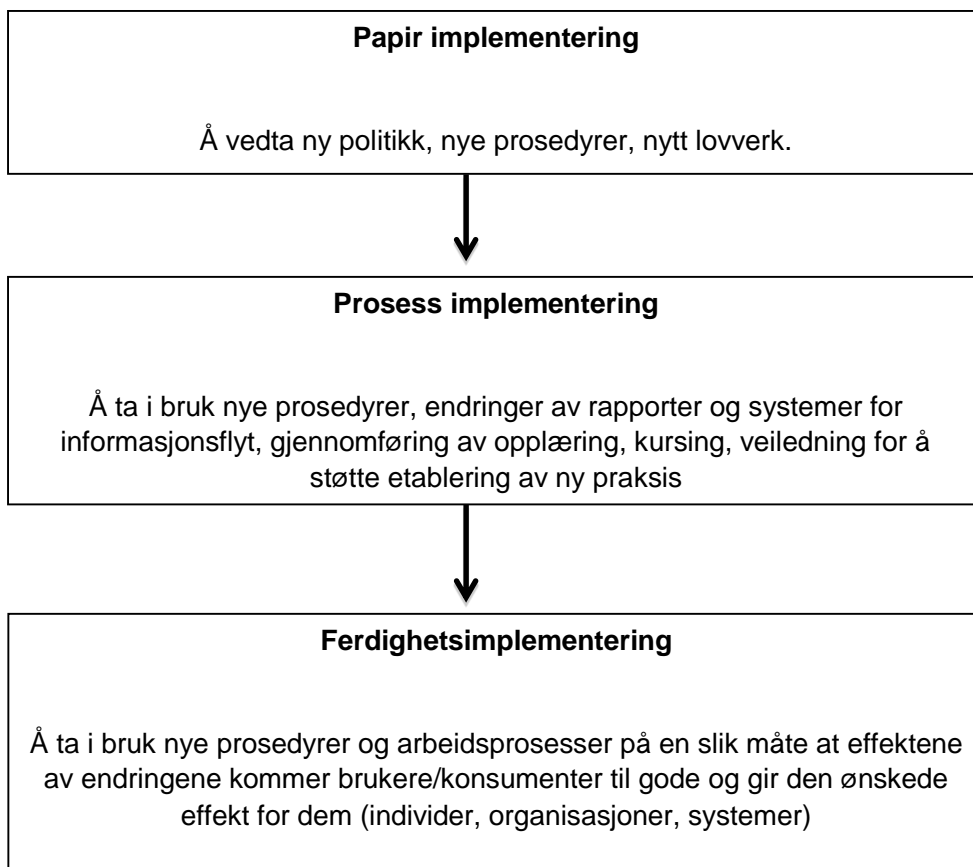 Papir implementering
Å vedta ny politikk, nye prosedyrer, nytt lovverk.
Prosess implementering
Å ta i bruk nye prosedyrer, endringer av rapporter og systemer for
informasjonsflyt, gjennomføring av opplæring, kursing, veiledning for å
støtte etablering av ny praksis
Ferdighetsimplementering
Å ta i bruk nye prosedyrer og arbeidsprosesser på en slik måte at effektene
av endringene kommer brukere/konsumenter til gode og gir den ønskede
effekt for dem (individer, organisasjoner, systemer)